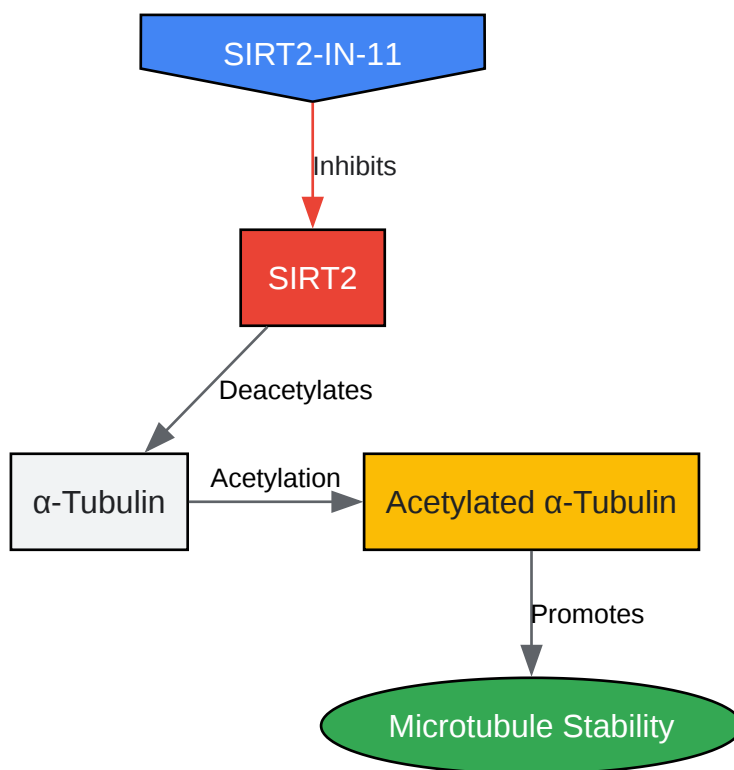 SIRT2-IN-11
Inhibits
SIRT2
Deacetylates
α-Tubulin
Acetylation
Acetylated α-Tubulin
Promotes
Microtubule Stability